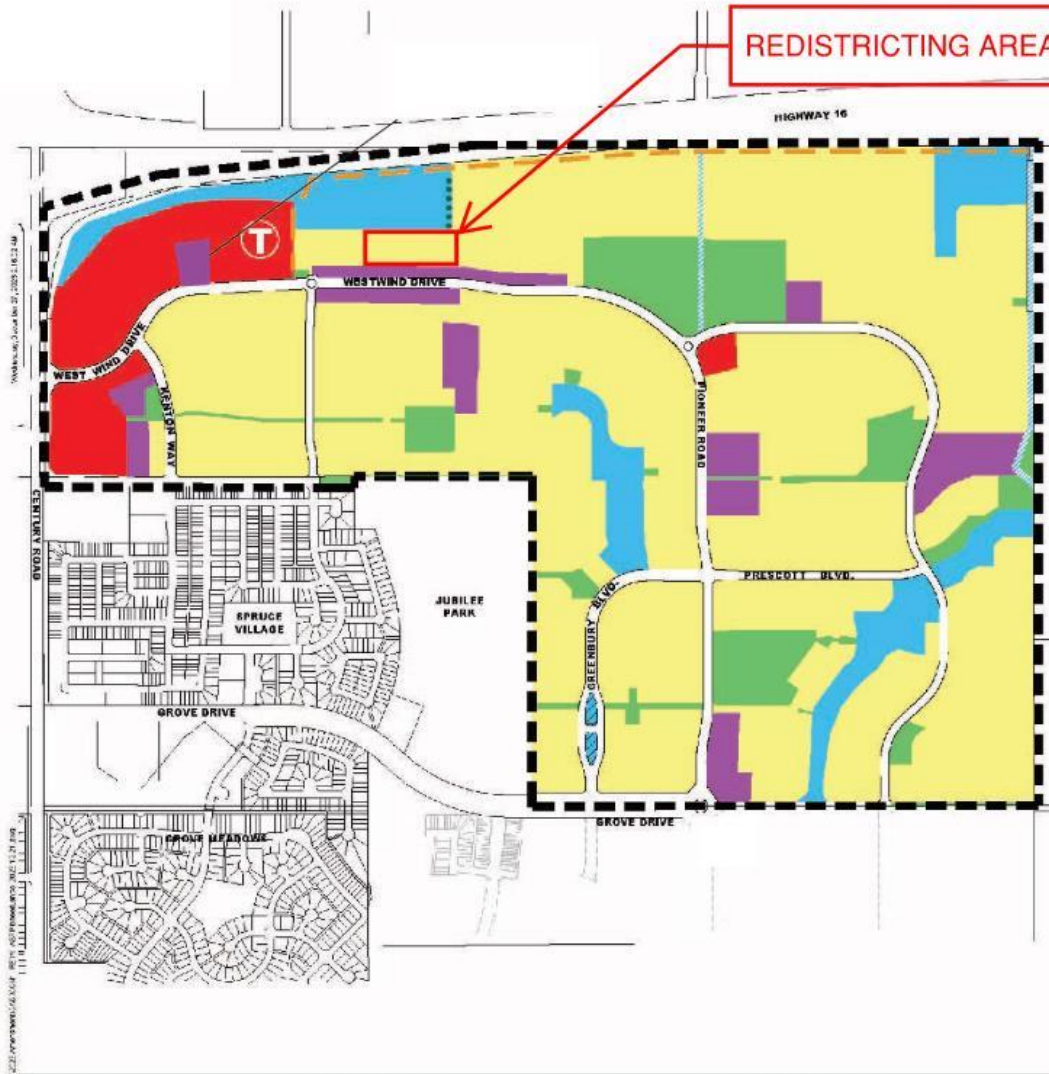 REDISTRICTING AREA
HIGHWAY 16
T
WESTWIND DRIVE
WEST WIND DRIVE
KENTON WAY
PIONEER ROAD
CENTURY ROAD
PRESCOTT BLVD.
GREENBURY BLVD.
JUBILEE
PARK
SPRUCE
VILLAGE
GROVE DRIVE
GROVE DRIVE
GROVE MEADOWS